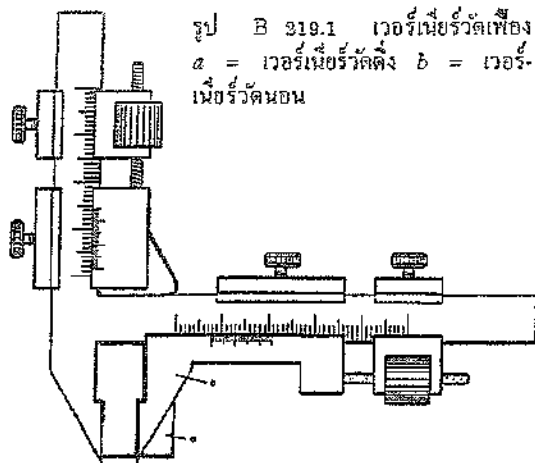 รูป B 319.1 เวอร์เนียร์วัดเฟือง
a = เวอร์เนียร์วัดดิ่ง b = เวอร์-
เนียร์วัดนอน